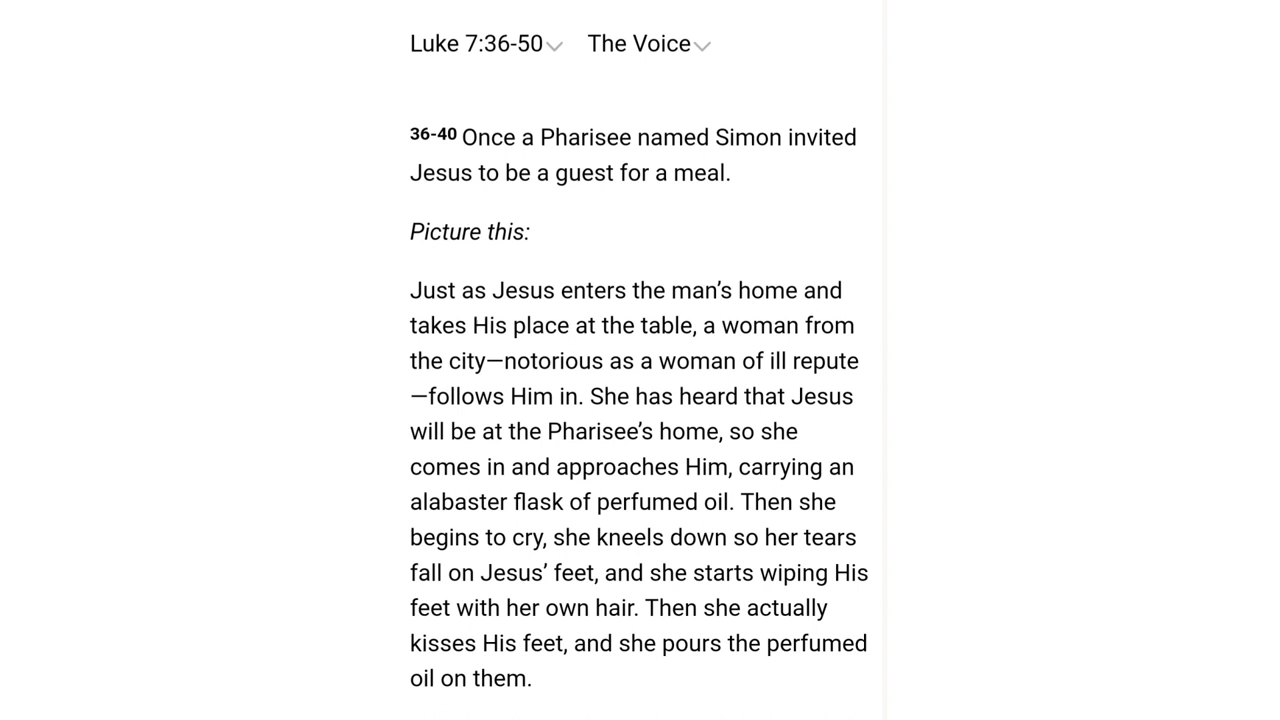 Luke 7:36-50 The Voice
36-40 Once a Pharisee named Simon invited
Jesus to be a guest for a meal.
Picture this:
Just as Jesus enters the man’s home and
takes His place at the table, a woman from
the city—notorious as a woman of ill repute
—follows Him in. She has heard that Jesus
will be at the Pharisee’s home, so she
comes in and approaches Him, carrying an
alabaster flask of perfumed oil. Then she
begins to cry, she kneels down so her tears
fall on Jesus’ feet, and she starts wiping His
feet with her own hair. Then she actually
kisses His feet, and she pours the perfumed
oil on them.